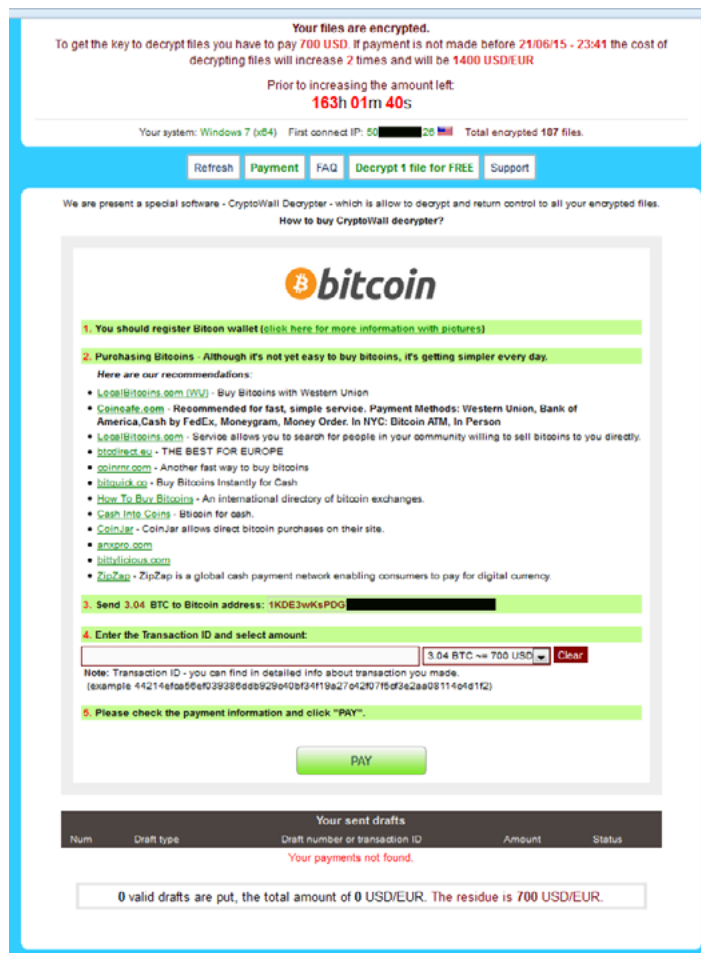 Your files are encrypted.
To get the key to decrypt files you have to pay 700 USD. If payment is not made before 21/06/15 - 23:41 the cost of
decrypting files will increase 2 times and will be 1400 USD/EUR
Prior to increasing the amount left:
163h 01m 40s
Your system: Windows 7 (x64) First connect IP: 50 26 Total encrypted 187 files.
Refresh Payment FAQ Decrypt 1 file for FREE Support
We are present a special software - CryptoWall Decrypter - which is allow to decrypt and return control to all your encrypted files.
How to buy CryptoWall decrypter?
bitcoin
1. You should register Bitcon wallet (click here for more information with pictures)
2. Purchasing Bitcoins - Although it's not yet easy to buy bitcoins, it's getting simpler every day.
Here are our recommendations:
• LocalBitcoins.com (WU) - Buy Bitcoins with Western Union
• Coincafe.com - Recommended for fast, simple service. Payment Methods: Western Union, Bank of
America,Cash by FedEx, Moneygram, Money Order. In NYC: Bitcoin ATM, In Person
• LocalBitcoins.com - Service allows you to search for people in your community willing to sell bitcoins to you directly.
• btcdirect.eu - THE BEST FOR EUROPE
• coinrnr.com - Another fast way to buy bitcoins
• bitquick.co - Buy Bitcoins Instantly for Cash
• How To Buy Bitcoins - An international directory of bitcoin exchanges.
• Cash Into Coins - Bticoin for cash.
• CoinJar - CoinJar allows direct bitcoin purchases on their site.
• anxpro.com
• bittylicious.com
• ZipZap - ZipZap is a global cash payment network enabling consumers to pay for digital currency.
3. Send 3.04 BTC to Bitcoin address: 1KDE3wKsPDG
4. Enter the Transaction ID and select amount:
3.04 BTC ~= 700 USD Clear
Note: Transaction ID - you can find in detailed info about transaction you made.
(example
5. Please check the payment information and click "PAY".
PAY
Your sent drafts
Num Draft type Draft number or transaction ID Amount Status
Your payments not found.
0 valid drafts are put, the total amount of 0 USD/EUR. The residue is 700 USD/EUR.